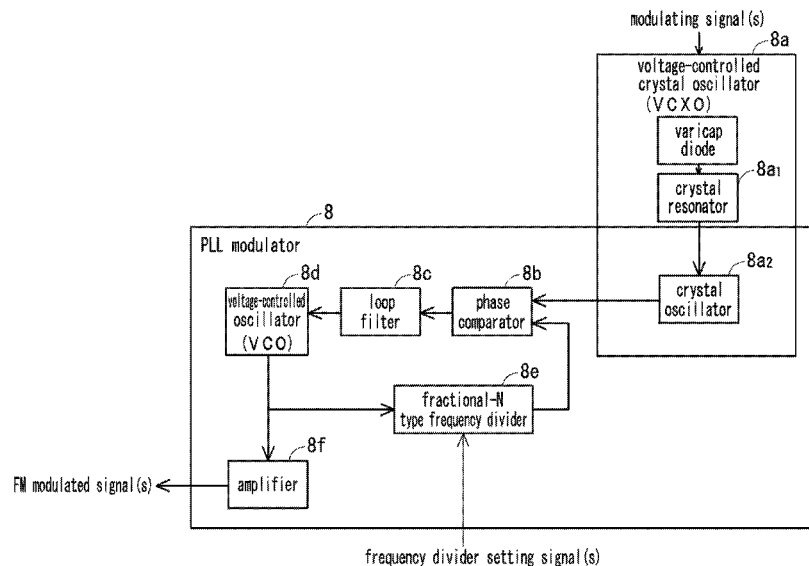 modulating signal(s)
8a
voltage-controlled
crystal oscillator
(VCXO)
varicap
diode
8a1
crystal
resonator
8
PLL modulator
8a2
crystal
oscillator
8d
voltage-controlled
oscillator
(VCO)
8c
loop
filter
8b
phase
comparator
8e
fractional-N
type frequency divider
8f
amplifier
FM modulated signal(s)
frequency divider setting signal(s)